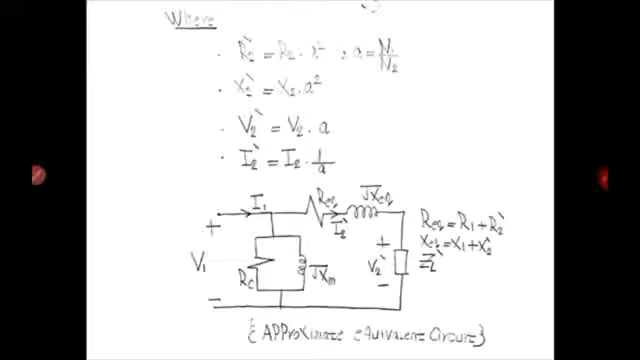 Where
· R₂` = R₂ · a² , a = N₁/N₂
· X₂` = X₂ · a²
· V₂` = V₂ · a
· I₂` = I₂ · 1/a
I₁ Req I₂` JXeq
+ + Req = R₁ + R₂`
V₁ Rc JXm V₂` Xeq = X₁ + X₂`
Z₂`
- -
{ APProximate equivalent Circuit }